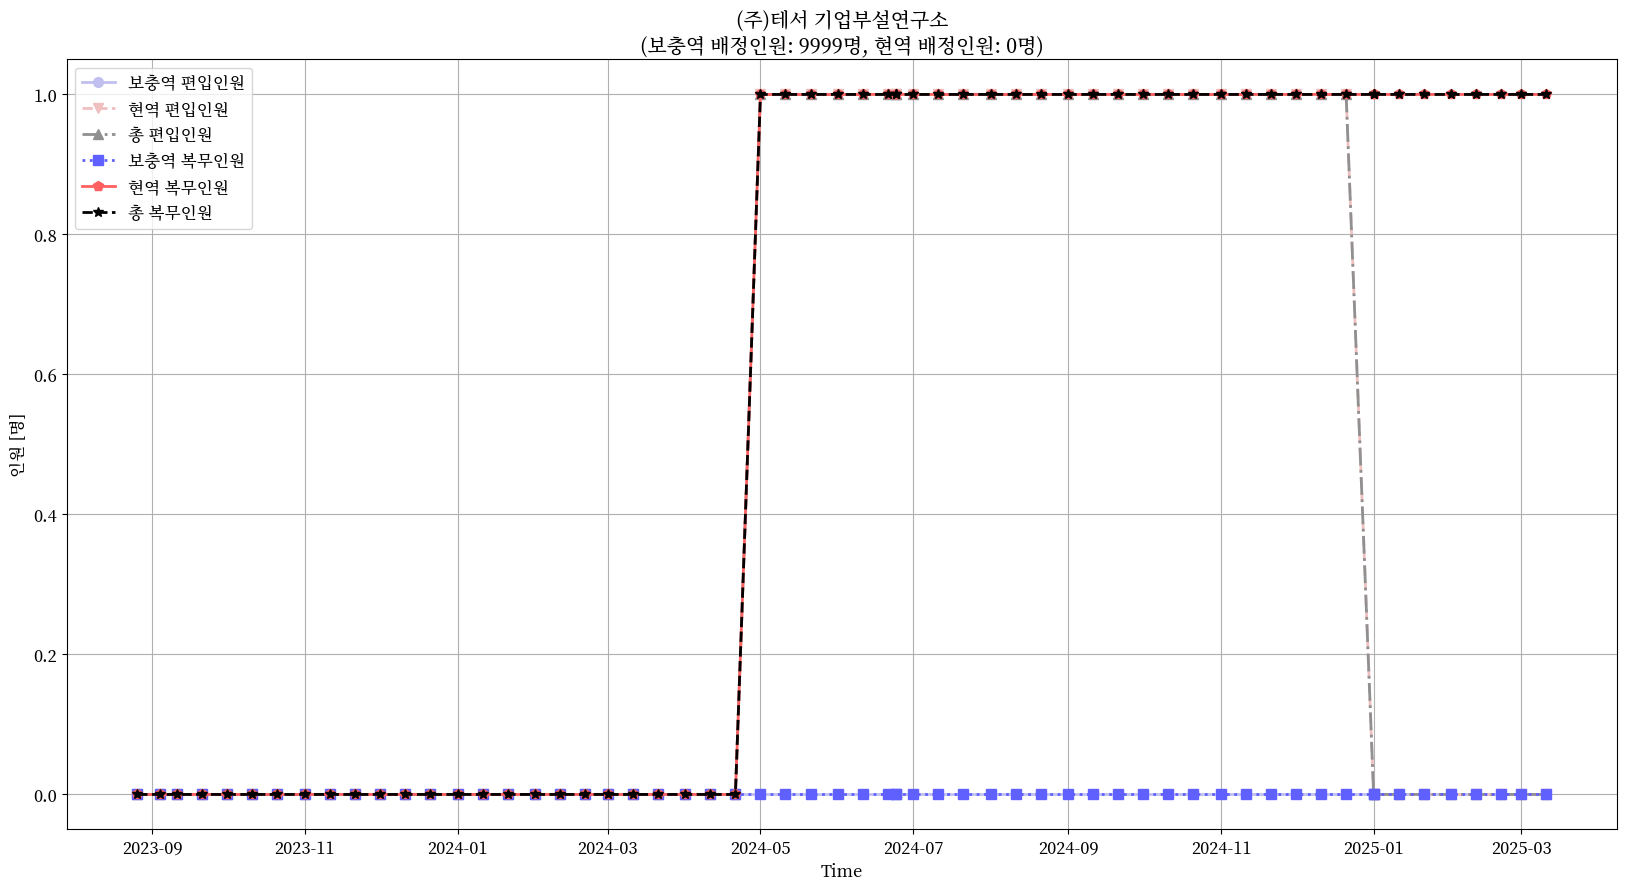 (주)테서 기업부설연구소
(보충역 배정인원: 9999명, 현역 배정인원: 0명)
보충역 편입인원
현역 편입인원
총 편입인원
보충역 복무인원
현역 복무인원
총 복무인원
1.0
0.8
0.6
0.4
0.2
0.0
인원 [명]
2023-09
2023-11
2024-01
2024-03
2024-05
2024-07
2024-09
2024-11
2025-01
2025-03
Time